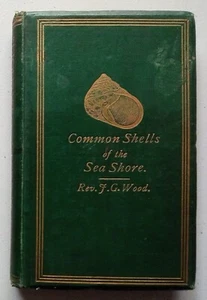 Common Shells
of the
Sea Shore.
Rev. J. G. Wood.